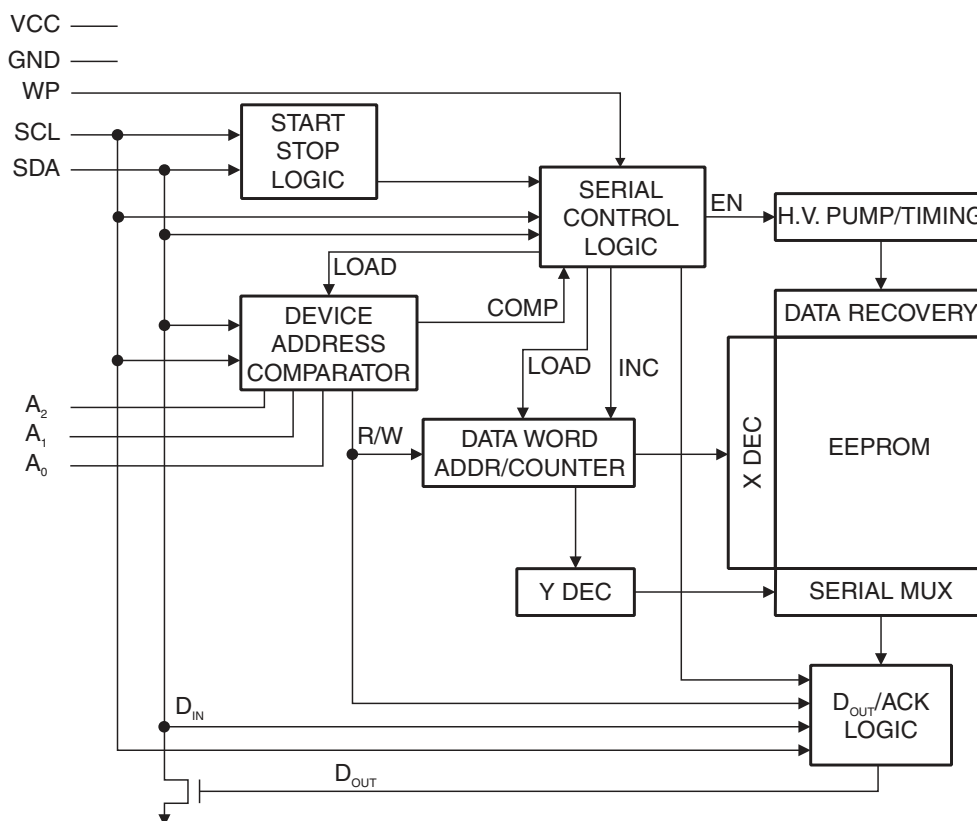 VCC
GND
WP
SCL
SDA
START
STOP
LOGIC
SERIAL
CONTROL
LOGIC
EN
H.V. PUMP/TIMING
LOAD
COMP
DEVICE
ADDRESS
COMPARATOR
DATA RECOVERY
LOAD
INC
A2
A1
A0
R/W
DATA WORD
ADDR/COUNTER
X DEC
EEPROM
Y DEC
SERIAL MUX
DIN
DOUT/ACK
LOGIC
DOUT